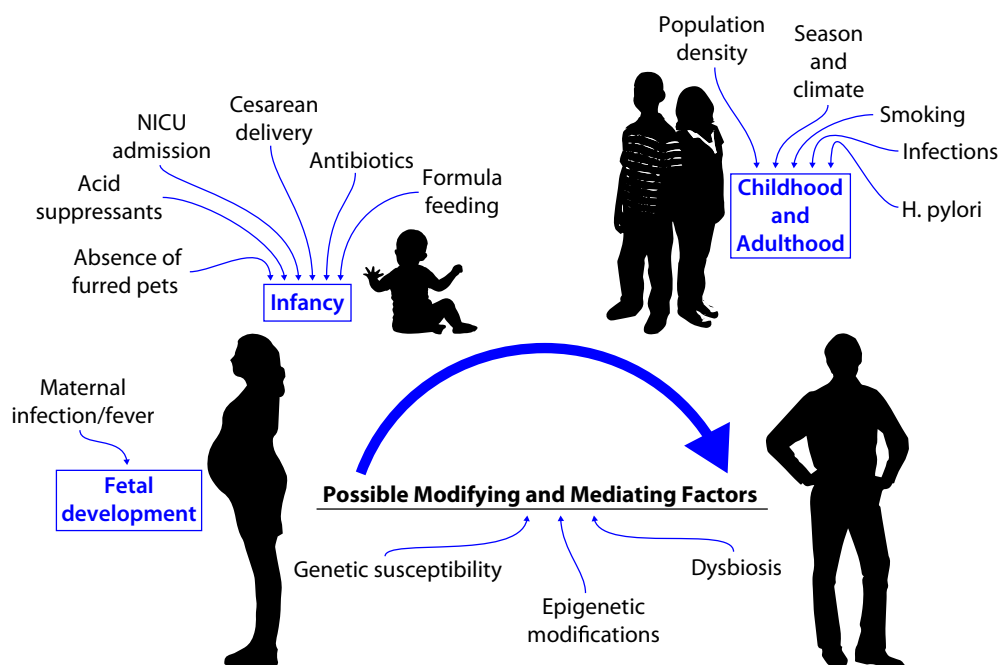 Population
density
Season
and
climate
Smoking
Infections
H. pylori
Childhood
and
Adulthood
Cesarean
delivery
NICU
admission
Antibiotics
Acid
suppressants
Formula
feeding
Absence of
furred pets
Infancy
Maternal
infection/fever
Fetal
development
Possible Modifying and Mediating Factors
Genetic susceptibility
Epigenetic
modifications
Dysbiosis